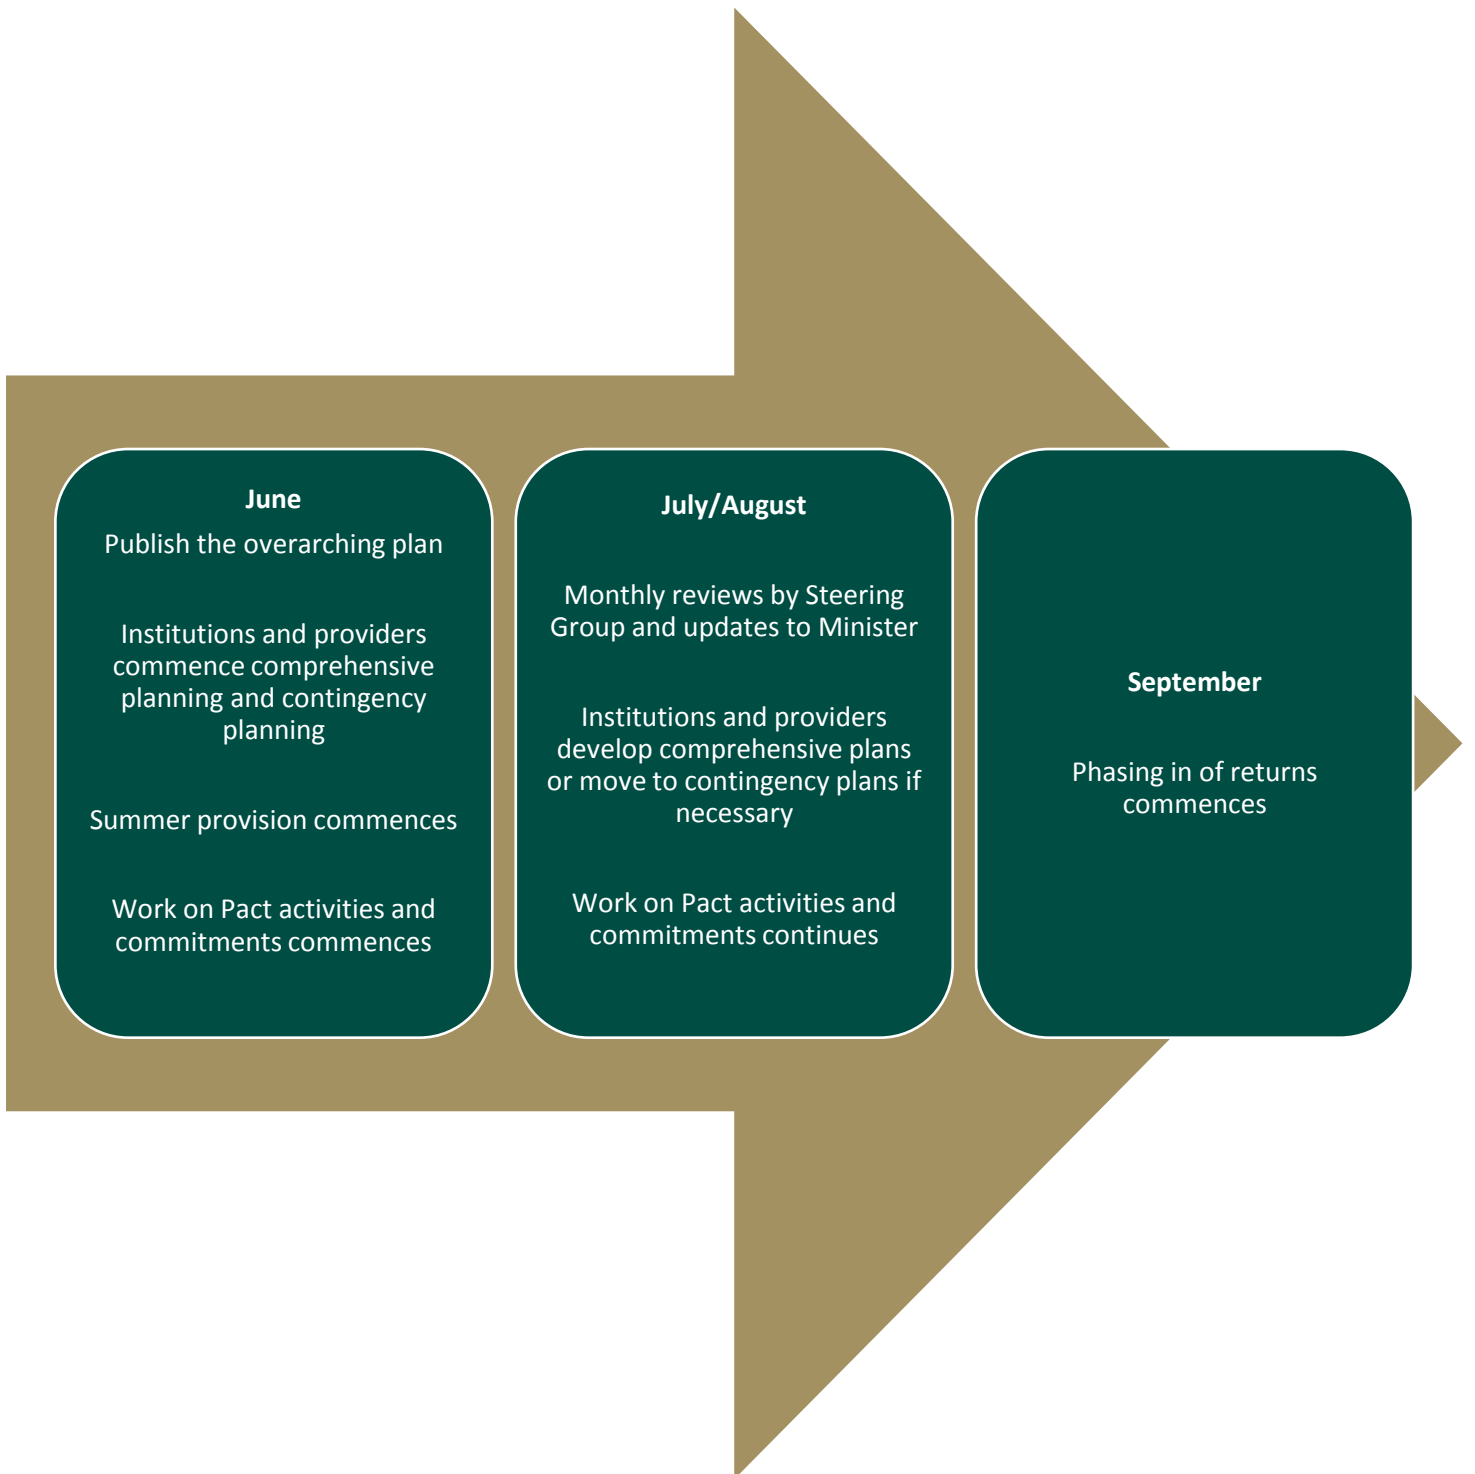 June
Publish the overarching plan
Institutions and providers
commence comprehensive
planning and contingency
planning
Summer provision commences
Work on Pact activities and
commitments commences
July/August
Monthly reviews by Steering
Group and updates to Minister
Institutions and providers
develop comprehensive plans
or move to contingency plans if
necessary
Work on Pact activities and
commitments continues
September
Phasing in of returns
commences